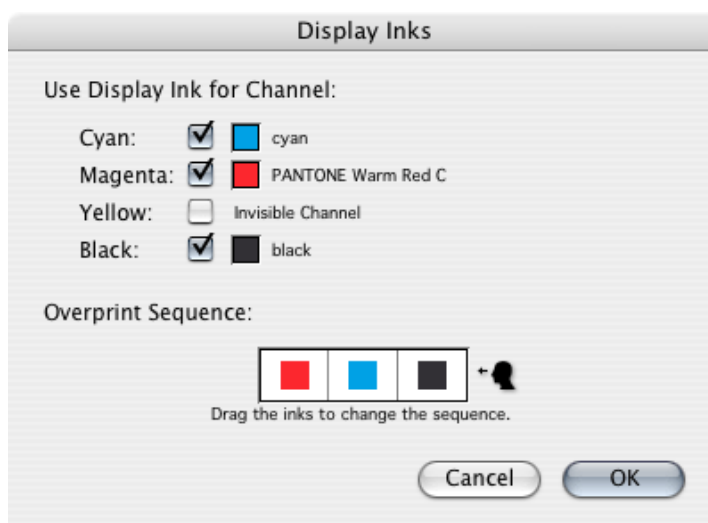 Display Inks
Use Display Ink for Channel:
Cyan: cyan
Magenta: PANTONE Warm Red C
Yellow: Invisible Channel
Black: black
Overprint Sequence:
Drag the inks to change the sequence.
Cancel OK